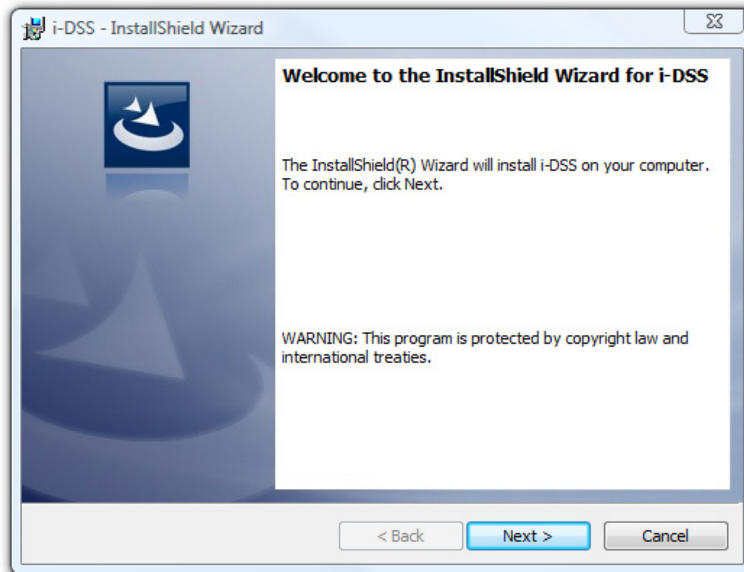 i-DSS - InstallShield Wizard
Welcome to the InstallShield Wizard for i-DSS
The InstallShield(R) Wizard will install i-DSS on your computer.
To continue, click Next.
WARNING: This program is protected by copyright law and
international treaties.
< Back
Next >
Cancel